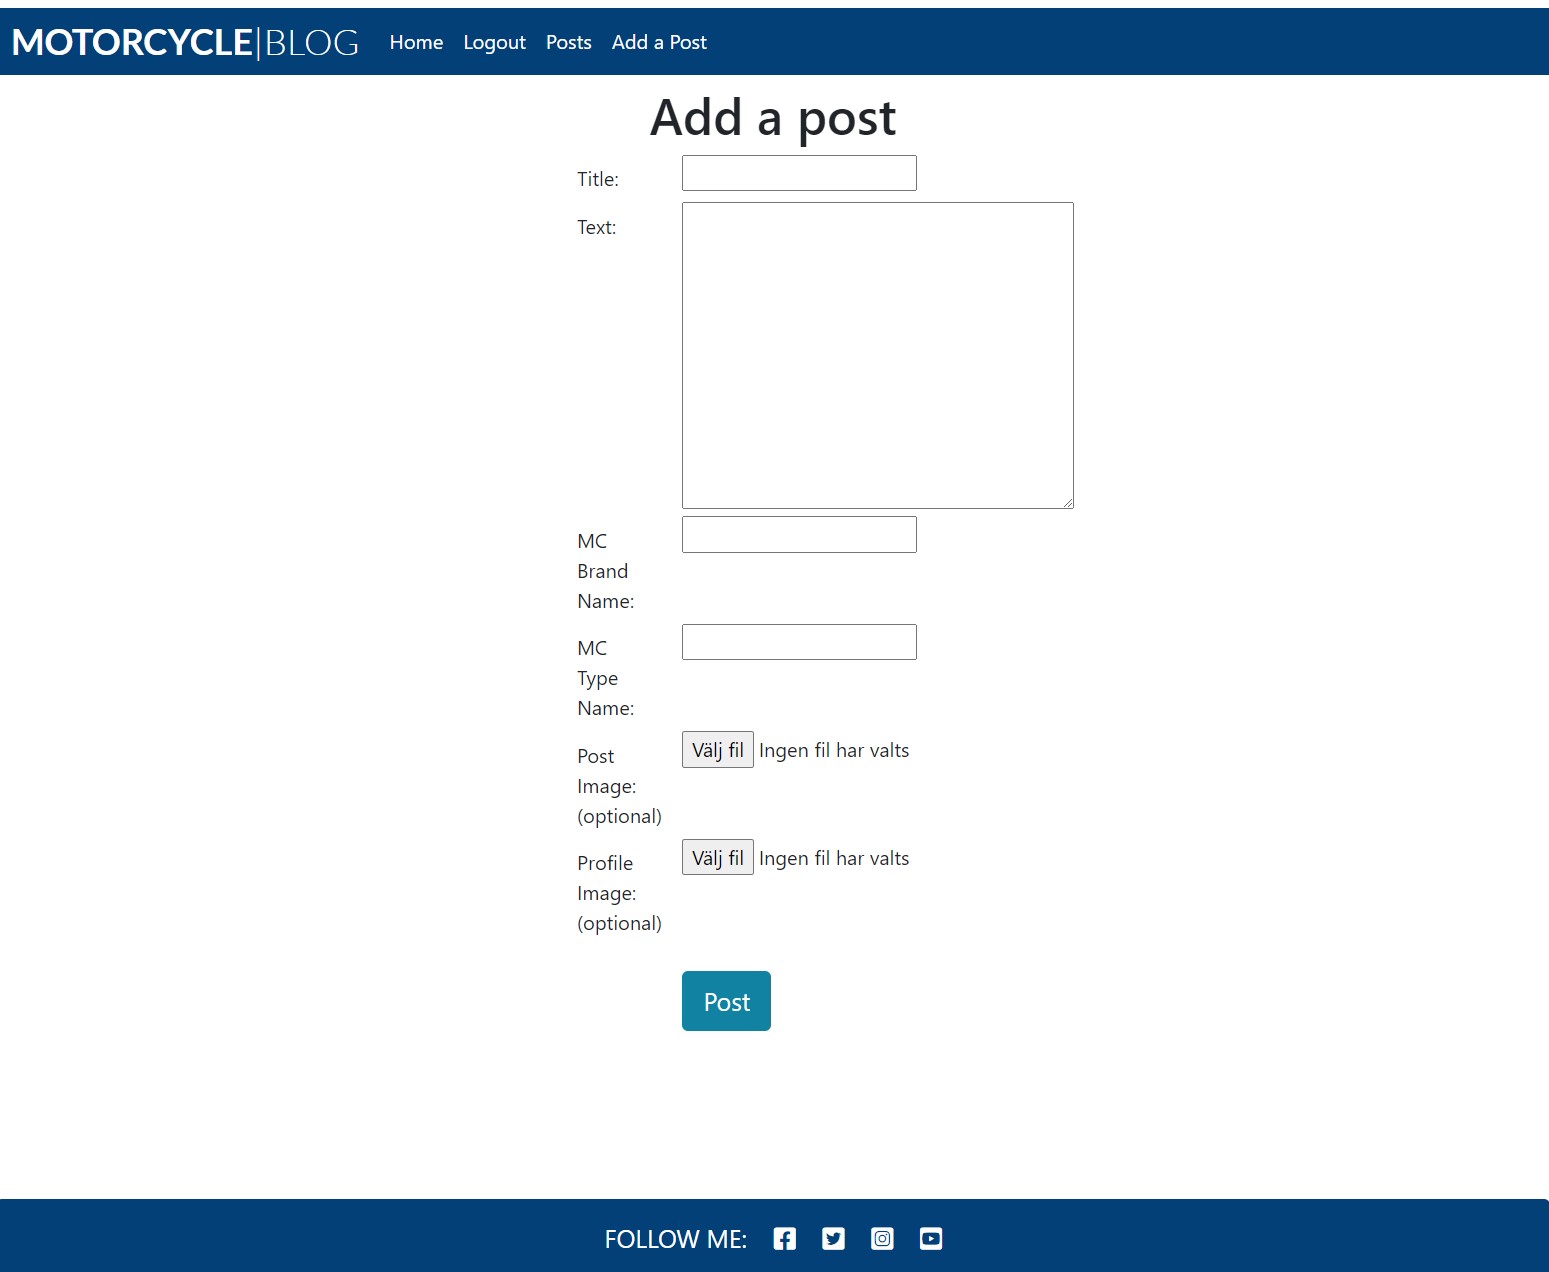 MOTORCYCLE|BLOG Home Logout Posts Add a Post
Add a post
Title:
Text:
MC
Brand
Name:
MC
Type
Name:
Post
Image:
(optional)
Välj fil Ingen fil har valts
Profile
Image:
(optional)
Välj fil Ingen fil har valts
Post
FOLLOW ME: